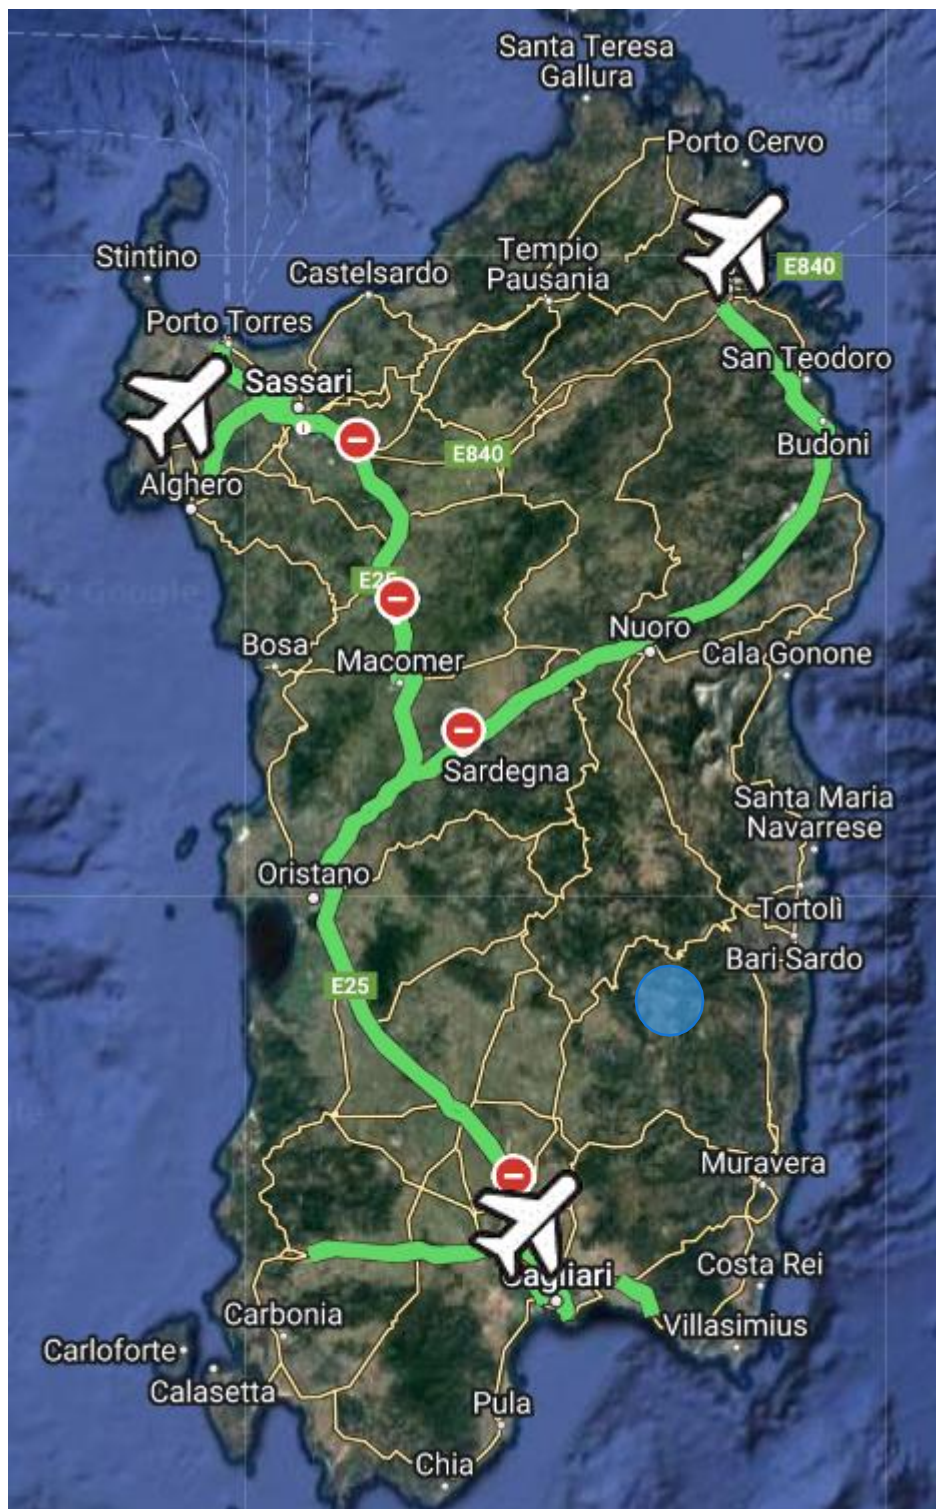 Santa Teresa
Gallura
Porto Cervo
Stintino
Castelsardo
Tempio
Pausania
E840
Porto Torres
San Teodoro
Sassari
Budoni
E840
Alghero
E25
Nuoro
Bosa
Macomer
Cala Gonone
Sardegna
Santa Maria
Navarrese
Oristano
Tortolì
Bari-Sardo
E25
Muravera
Costa Rei
Cagliari
Carbonia
Villasimius
Carloforte
Calasetta
Pula
Chia